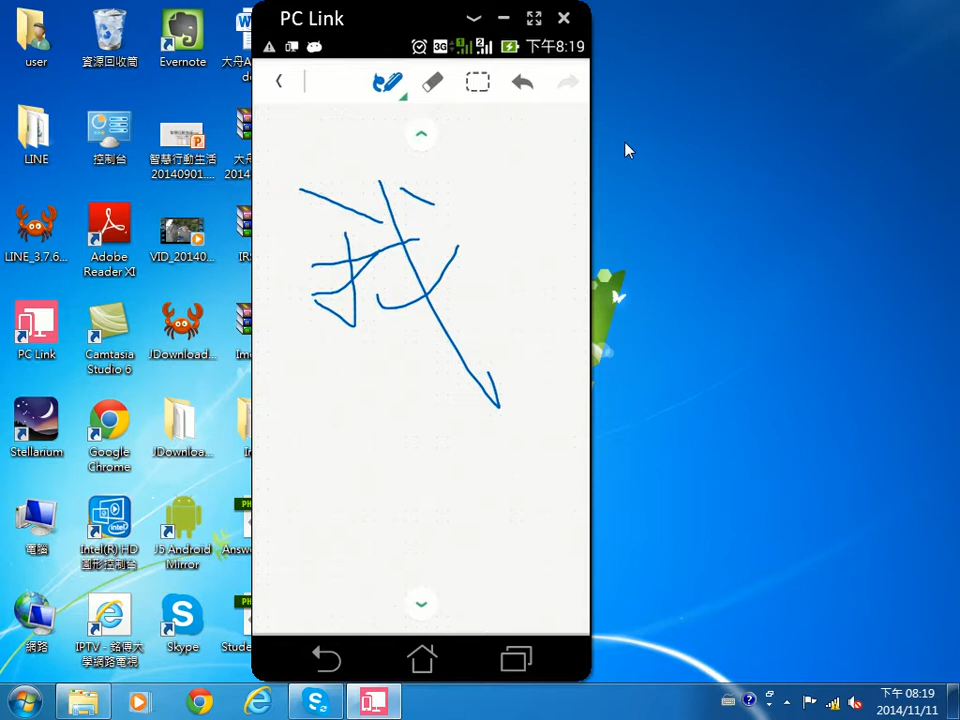 PC Link
3G 1 2 下午8:19
我
user
資源回收筒
Evernote
LINE
控制台
智慧行動生活
20140901....
LINE_3.7.6...
Adobe
Reader XI
VID_20140...
PC Link
Camtasia
Studio 6
JDownload...
Stellarium
Google
Chrome
JDownloa...
電腦
Intel(R) HD
圖形控制台
J5 Android
Mirror
網路
IPTV - 銘傳大
學網路電視
Skype
下午 08:19
2014/11/11